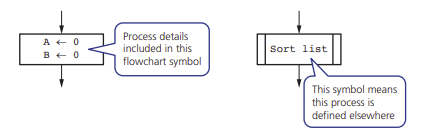 A ← 0
B ← 0
Process details
included in this
flowchart symbol
Sort list
This symbol means
this process is
defined elsewhere